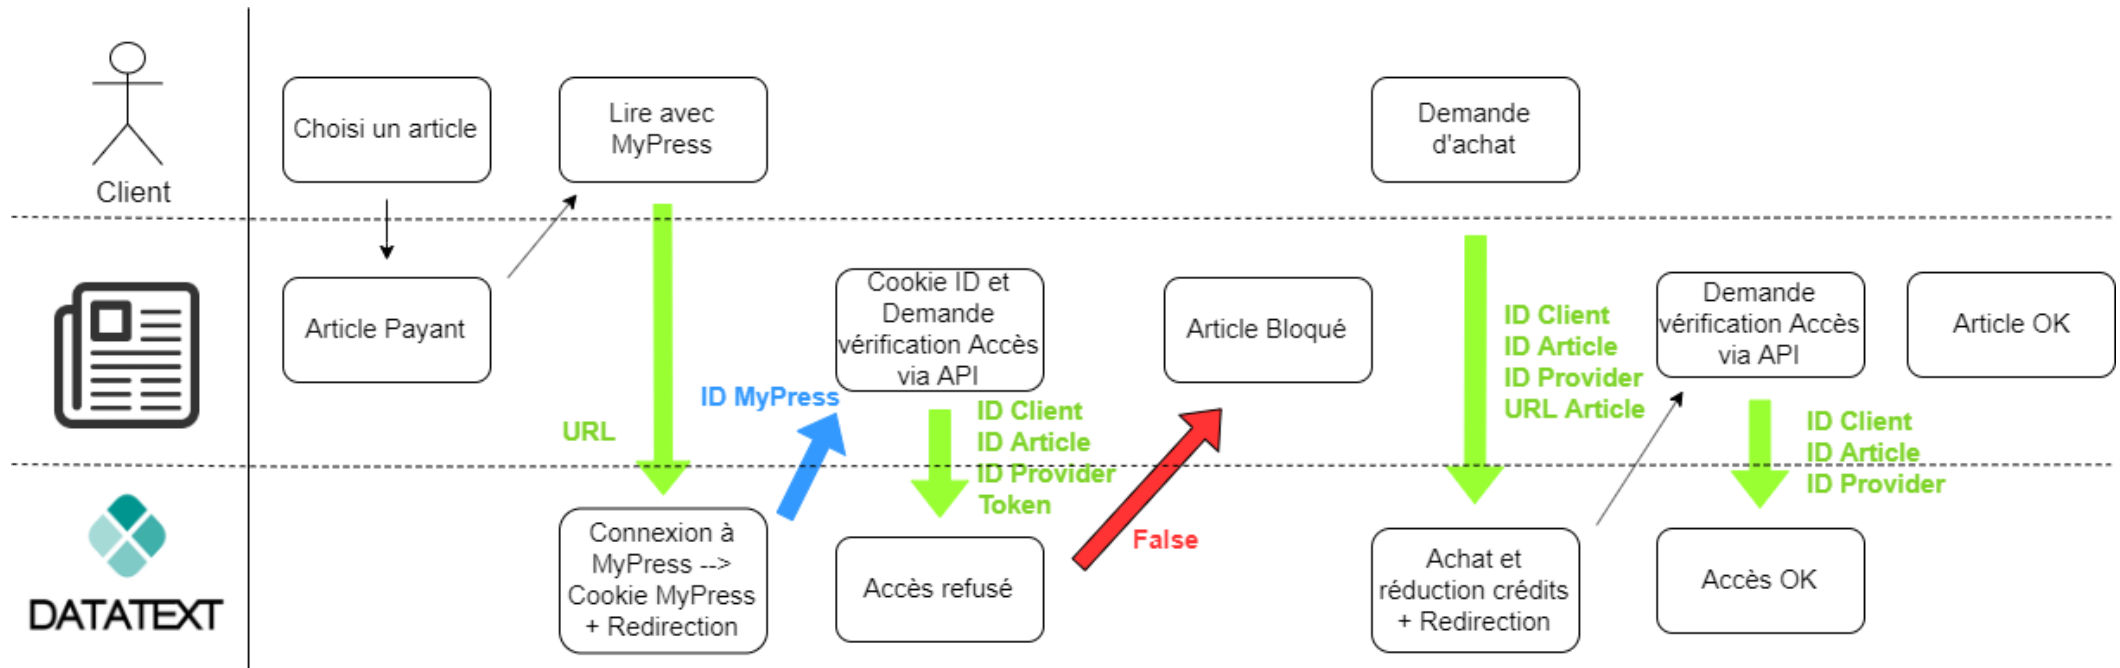 Client
Choisi un article
Lire avec
MyPress
Demande
d'achat
Article Payant
Cookie ID et
Demande
vérification Accès
via API
Article Bloqué
Demande
vérification Accès
via API
Article OK
URL
ID MyPress
ID Client
ID Article
ID Provider
Token
False
ID Client
ID Article
ID Provider
URL Article
ID Client
ID Article
ID Provider
DATATEXT
Connexion à
MyPress -->
Cookie MyPress
+ Redirection
Accès refusé
Achat et
réduction crédits
+ Redirection
Accès OK